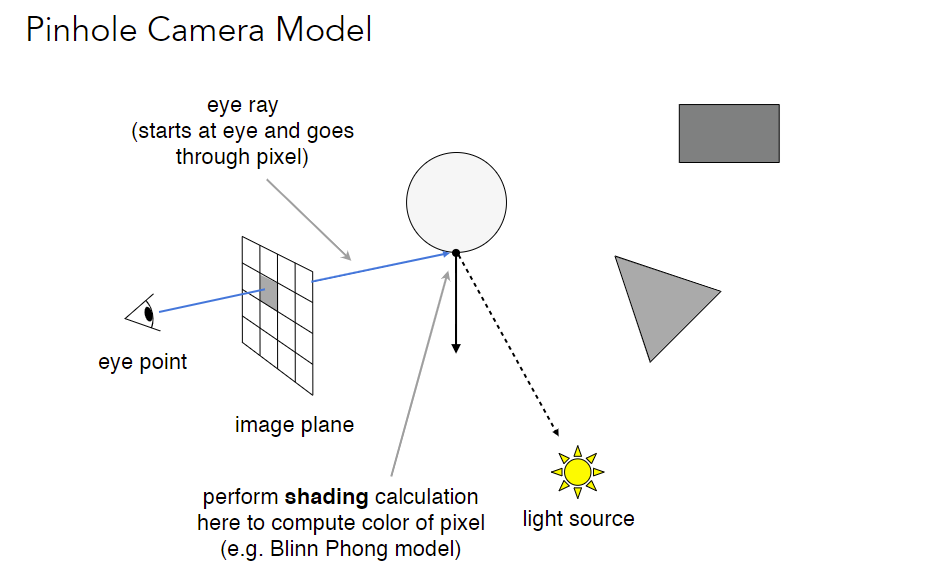 Pinhole Camera Model
eye ray
(starts at eye and goes
through pixel)
eye point
image plane
perform shading calculation
here to compute color of pixel
(e.g. Blinn Phong model)
light source